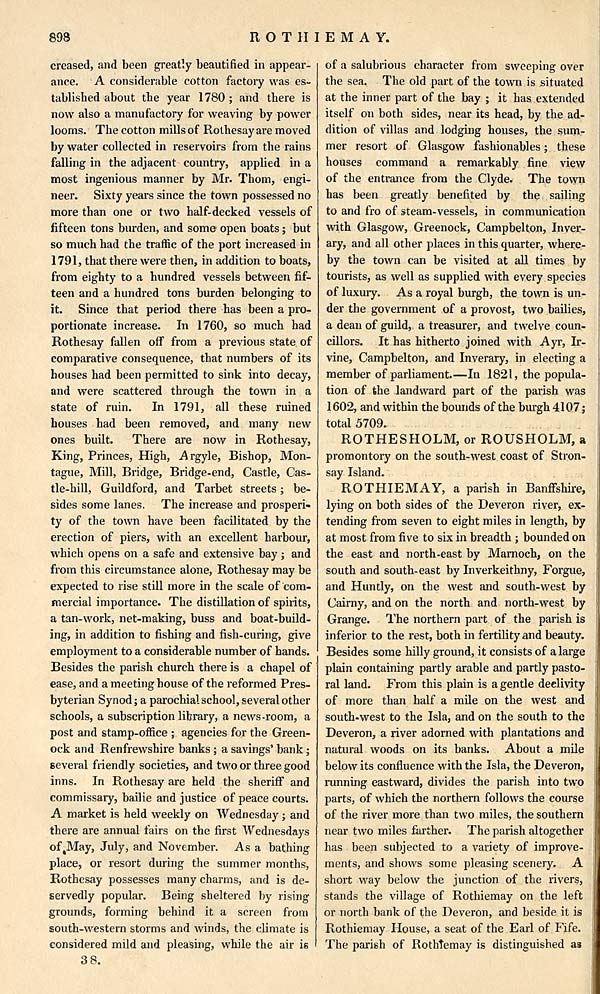 898
ROTHIEMAY.
creased, and been greatly beautified in appear-
ance. A considerable cotton factory was es-
tablished about the year 1780 ; and there is
now also a manufactory for weaving by power
looms. The cotton mills of Rothesay are moved
by water collected in reservoirs from the rains
falling in the adjacent country, applied in a
most ingenious manner by Mr. Thom, engi-
neer. Sixty years since the town possessed no
more than one or two half-decked vessels of
fifteen tons burden, and some open boats ; but
so much had the traffic of the port increased in
1791, that there were then, in addition to boats,
from eighty to a hundred vessels between fif-
teen and a hundred tons burden belonging to
it. Since that period there has been a pro-
portionate increase. In 1760, so much had
Rothesay fallen off from a previous state of
comparative consequence, that numbers of its
houses had been permitted to sink into decay,
and were scattered through the town in a
state of ruin. In 1791, all these ruined
houses had been removed, and many new
ones built. There are now in Rothesay,
King, Princes, High, Argyle, Bishop, Mon-
tague, Mill, Bridge, Bridge-end, Castle, Cas-
tle-hill, Guildford, and Tarbet streets ; be-
sides some lanes. The increase and prosperi-
ty of the town have been facilitated by the
erection of piers, with an excellent harbour,
which opens on a safe and extensive bay ; and
from this circumstance alone, Rothesay may be
expected to rise still more in the scale of com-
mercial importance. The distillation of spirits,
a tan-work, net-making, buss and boat-build-
ing, in addition to fishing and fish-curing, give
employment to a considerable number of hands.
Besides the parish church there is a chapel of
ease, and a meeting house of the reformed Pres-
byterian Synod ; a parochial school, several other
schools, a subscription library, a news-room, a
post and stamp-office ; agencies for the Green-
ock and Renfrewshire banks ; a savings' bank ;
several friendly societies, and two or three good
inns. In Rothesay are held the sheriff and
commissary, bailie and justice of peace courts.
A market is held weekly on Wednesday ; and
there are annual fairs on the first Wednesdays
of May, July, and November. As a bathing
place, or resort during the summer months,
Rothesay possesses many charms, and is de-
servedly popular. Being sheltered by rising
grounds, forming behind it a screen from
south-western storms and winds, the climate is
considered mild and pleasing, while the air is
38.
of a salubrious character from sweeping over
the sea. The old part of the town is situated
at the inner part of the bay ; it has extended
itself on both sides, near its head, by the ad-
dition of villas and lodging houses, the sum-
mer resort of Glasgow fashionables ; these
houses command a remarkably fine view
of the entrance from the Clyde. The town
has been greatly benefited by the sailing
to and fro of steam-vessels, in communication
with Glasgow, Greenock, Campbelton, Inver-
ary, and all other places in this quarter, where-
by the town can be visited at all times by
tourists, as well as supplied with every species
of luxury. As a royal burgh, the town is un-
der the government of a provost, two bailies,
a dean of guild, a treasurer, and twelve coun-
cillors. It has hitherto joined with Ayr, Ir-
vine, Campbelton, and Inverary, in electing a
member of parliament.—In 1821, the popula-
tion of the landward part of the parish was
1602, and within the bounds of the burgh 4107 ;
total 5709.
ROTHESHOLM, or ROUSHOLM, a
promontory on the south-west coast of Stron-
say Island.
ROTHIEMAY, a parish in Banffshire,
lying on both sides of the Deveron river, ex-
tending from seven to eight miles in length, by
at most from five to six in breadth ; bounded on
the east and north-east by Marnoch, on the
south and south-east by Inverkeithny, Forgue,
and Huntly, on the west and south-west by
Cairny, and on the north and north-west by
Grange. The northern part of the parish is
inferior to the rest, both in fertility and beauty.
Besides some hilly ground, it consists of a large
plain containing partly arable and partly pasto-
ral land. From this plain is a gentle declivity
of more than half a mile on the west and
south-west to the Isla, and on the south to the
Deveron, a river adorned with plantations and
natural woods on its banks. About a mile
below its confluence with the Isla, the Deveron,
running eastward, divides the parish into two
parts, of which the northern follows the course
of the river more than two miles, the southern
near two miles farther. The parish altogether
has been subjected to a variety of improve-
ments, and shows some pleasing scenery. A
short way below the junction of the rivers,
stands the village of Rothiemay on the left
or north bank of the Deveron, and beside it is
Rothiemay House, a seat of the Earl of Fife.
The parish of Rothiemay is distinguished as